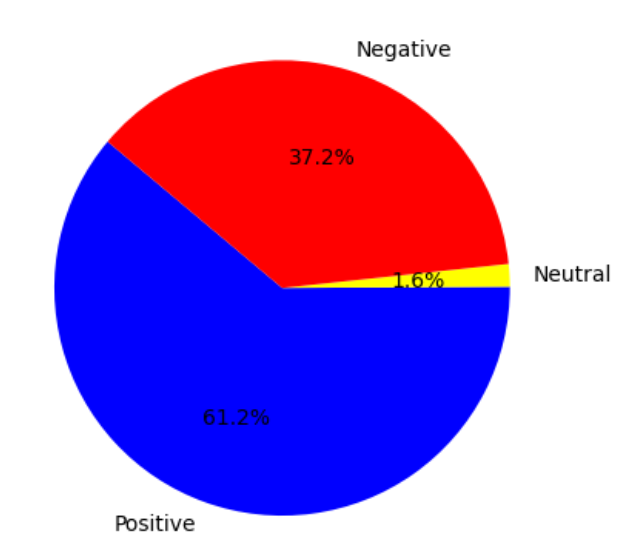 Negative
37.2%
1.6%
Neutral
61.2%
Positive